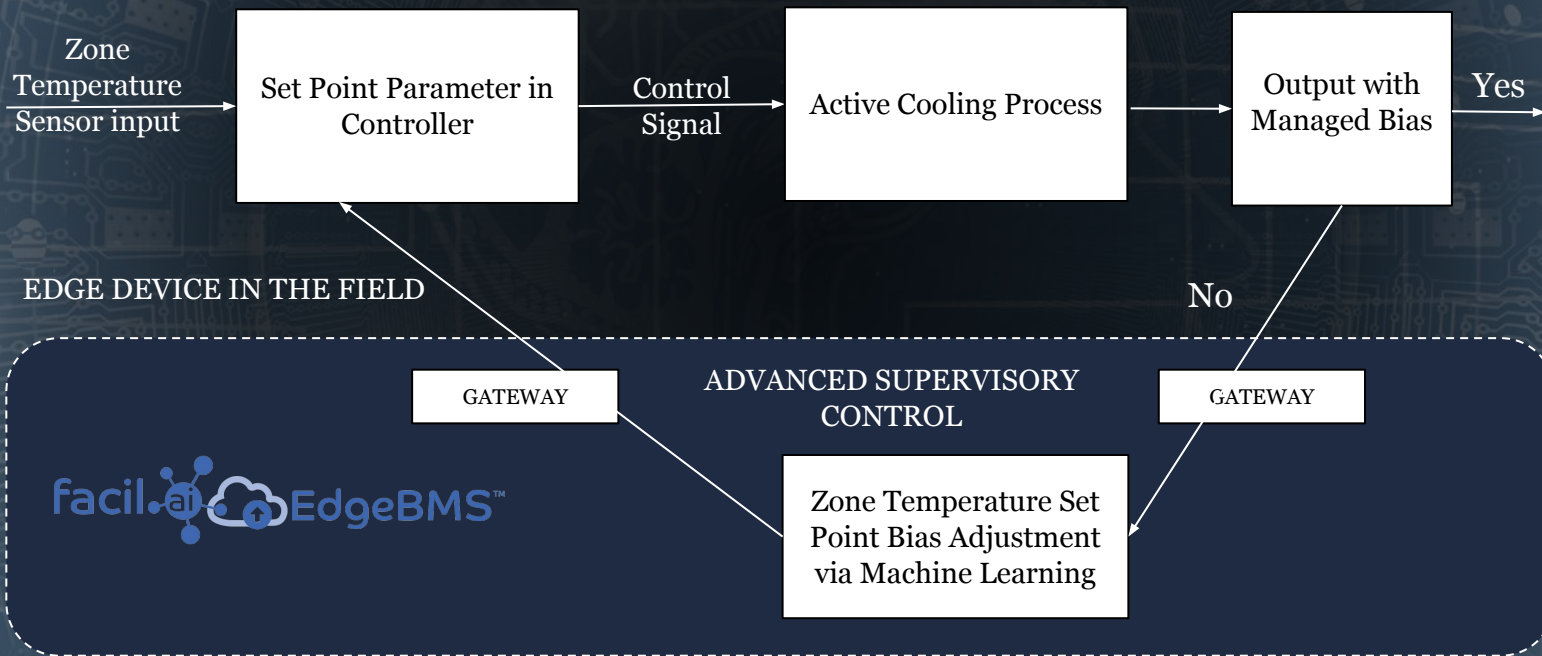 Zone
Temperature
Sensor input
Set Point Parameter in
Controller
Control
Signal
Active Cooling Process
Output with
Managed Bias
Yes
EDGE DEVICE IN THE FIELD
No
GATEWAY
ADVANCED SUPERVISORY
CONTROL
GATEWAY
facil.ai EdgeBMS™
Zone Temperature Set
Point Bias Adjustment
via Machine Learning